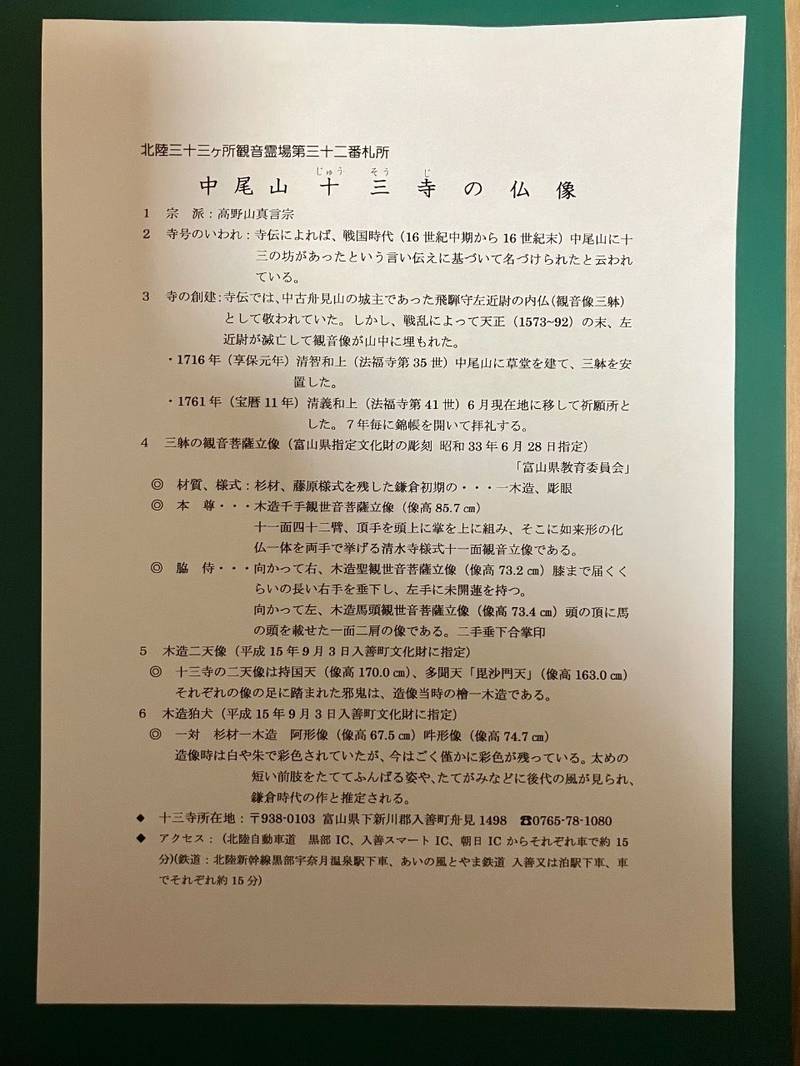 北陸三十三ヶ所観音霊場第三十二番札所
じゅう そう じ
中尾山 十三寺の仏像
1 宗 派：高野山真言宗
2 寺号のいわれ：寺伝によれば、戦国時代（16世紀中期から16世紀末）中尾山に十
三の坊があったという言い伝えに基づいて名づけられたと云われ
ている。
3 寺の創建：寺伝では、中古舟見山の城主であった飛騨守左近尉の内仏（観音像三躰）
として敬われていた。しかし、戦乱によって天正（1573~92）の末、左
近尉が滅亡して観音像が山中に埋もれた。
・1716年（享保元年）清智和上（法福寺第35世）中尾山に草堂を建て、三躰を安
置した。
・1761年（宝暦11年）清義和上（法福寺第41世）6月現在地に移して祈願所と
した。7年毎に錦帳を開いて拝礼する。
4 三躰の観音菩薩立像（富山県指定文化財の彫刻 昭和33年6月28日指定）
「富山県教育委員会」
◎ 材質、様式：杉材、藤原様式を残した鎌倉初期の・・・一木造、彫眼
◎ 本 尊・・・木造千手観世音菩薩立像（像高85.7㎝）
十一面四十二臂、頂手を頭上に掌を上に組み、そこに如来形の化
仏一体を両手で挙げる清水寺様式十一面観音立像である。
◎ 脇 侍・・・向かって右、木造聖観世音菩薩立像（像高73.2㎝）膝まで届くく
らいの長い右手を垂下し、左手に未開蓮を持つ。
向かって左、木造馬頭観世音菩薩立像（像高73.4㎝）頭の頂に馬
の頭を載せた一面二肩の像である。二手垂下合掌印
5 木造二天像（平成15年9月3日入善町文化財に指定）
◎ 十三寺の二天像は持国天（像高170.0㎝）、多聞天「毘沙門天」（像高163.0㎝）
それぞれの像の足に踏まれた邪鬼は、造像当時の檜一木造である。
6 木造狛犬（平成15年9月3日入善町文化財に指定）
◎ 一対 杉材一木造 阿形像（像高67.5㎝）吽形像（像高74.7㎝）
造像時は白や朱で彩色されていたが、今はごく僅かに彩色が残っている。太めの
短い前肢をたててふんばる姿や、たてがみなどに後代の風が見られ、
鎌倉時代の作と推定される。
◆ 十三寺所在地：〒938-0103 富山県下新川郡入善町舟見1498 ☎0765-78-1080
◆ アクセス：（北陸自動車道 黒部IC、入善スマートIC、朝日ICからそれぞれ車で約15
分)(鉄道：北陸新幹線黒部宇奈月温泉駅下車、あいの風とやま鉄道 入善又は泊駅下車、車
でそれぞれ約15分)